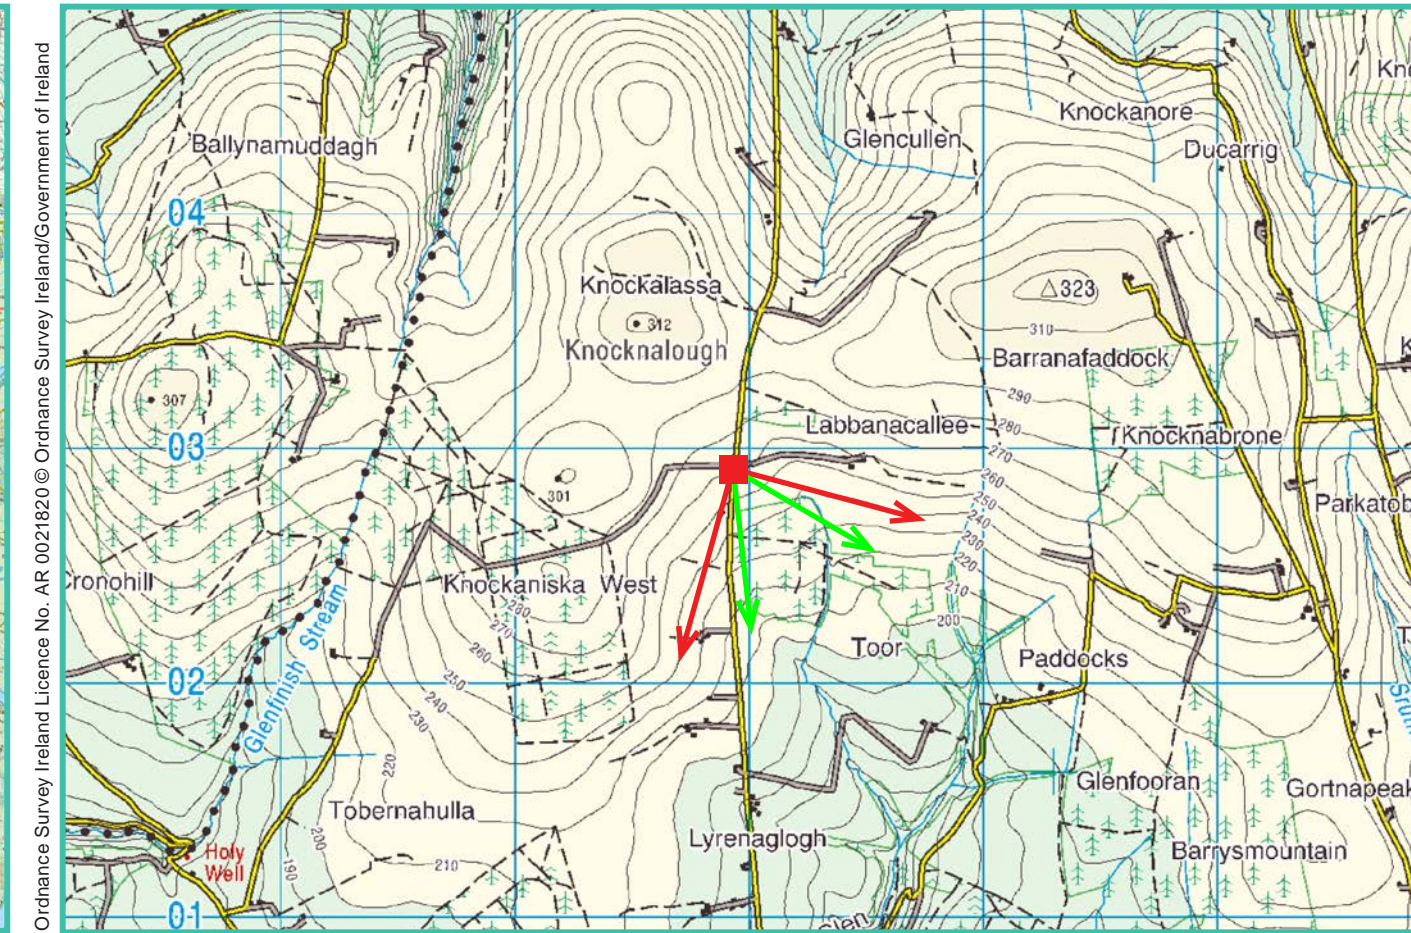 Ordnance Survey Ireland Licence No. AR 0021820 © Ordnance Survey Ireland/Government of Ireland
Knockanore
Glencullen
Ballynamuddagh
Ducarrig
04
Knockalassa
323
312
310
Knocknalough
Barranafaddock
290
307
Labbanacallee
280
Knocknabrone
03
270
260
301
250
240
230
220
Knockaniska West
280
210
270
200
260
Toor
Paddocks
250
02
240
230
Glenfinish Stream
220
Glenfooran
Tobernahulla
200
Lyrenaglogh
Barrysmountain
Holy
Well
190
210
01